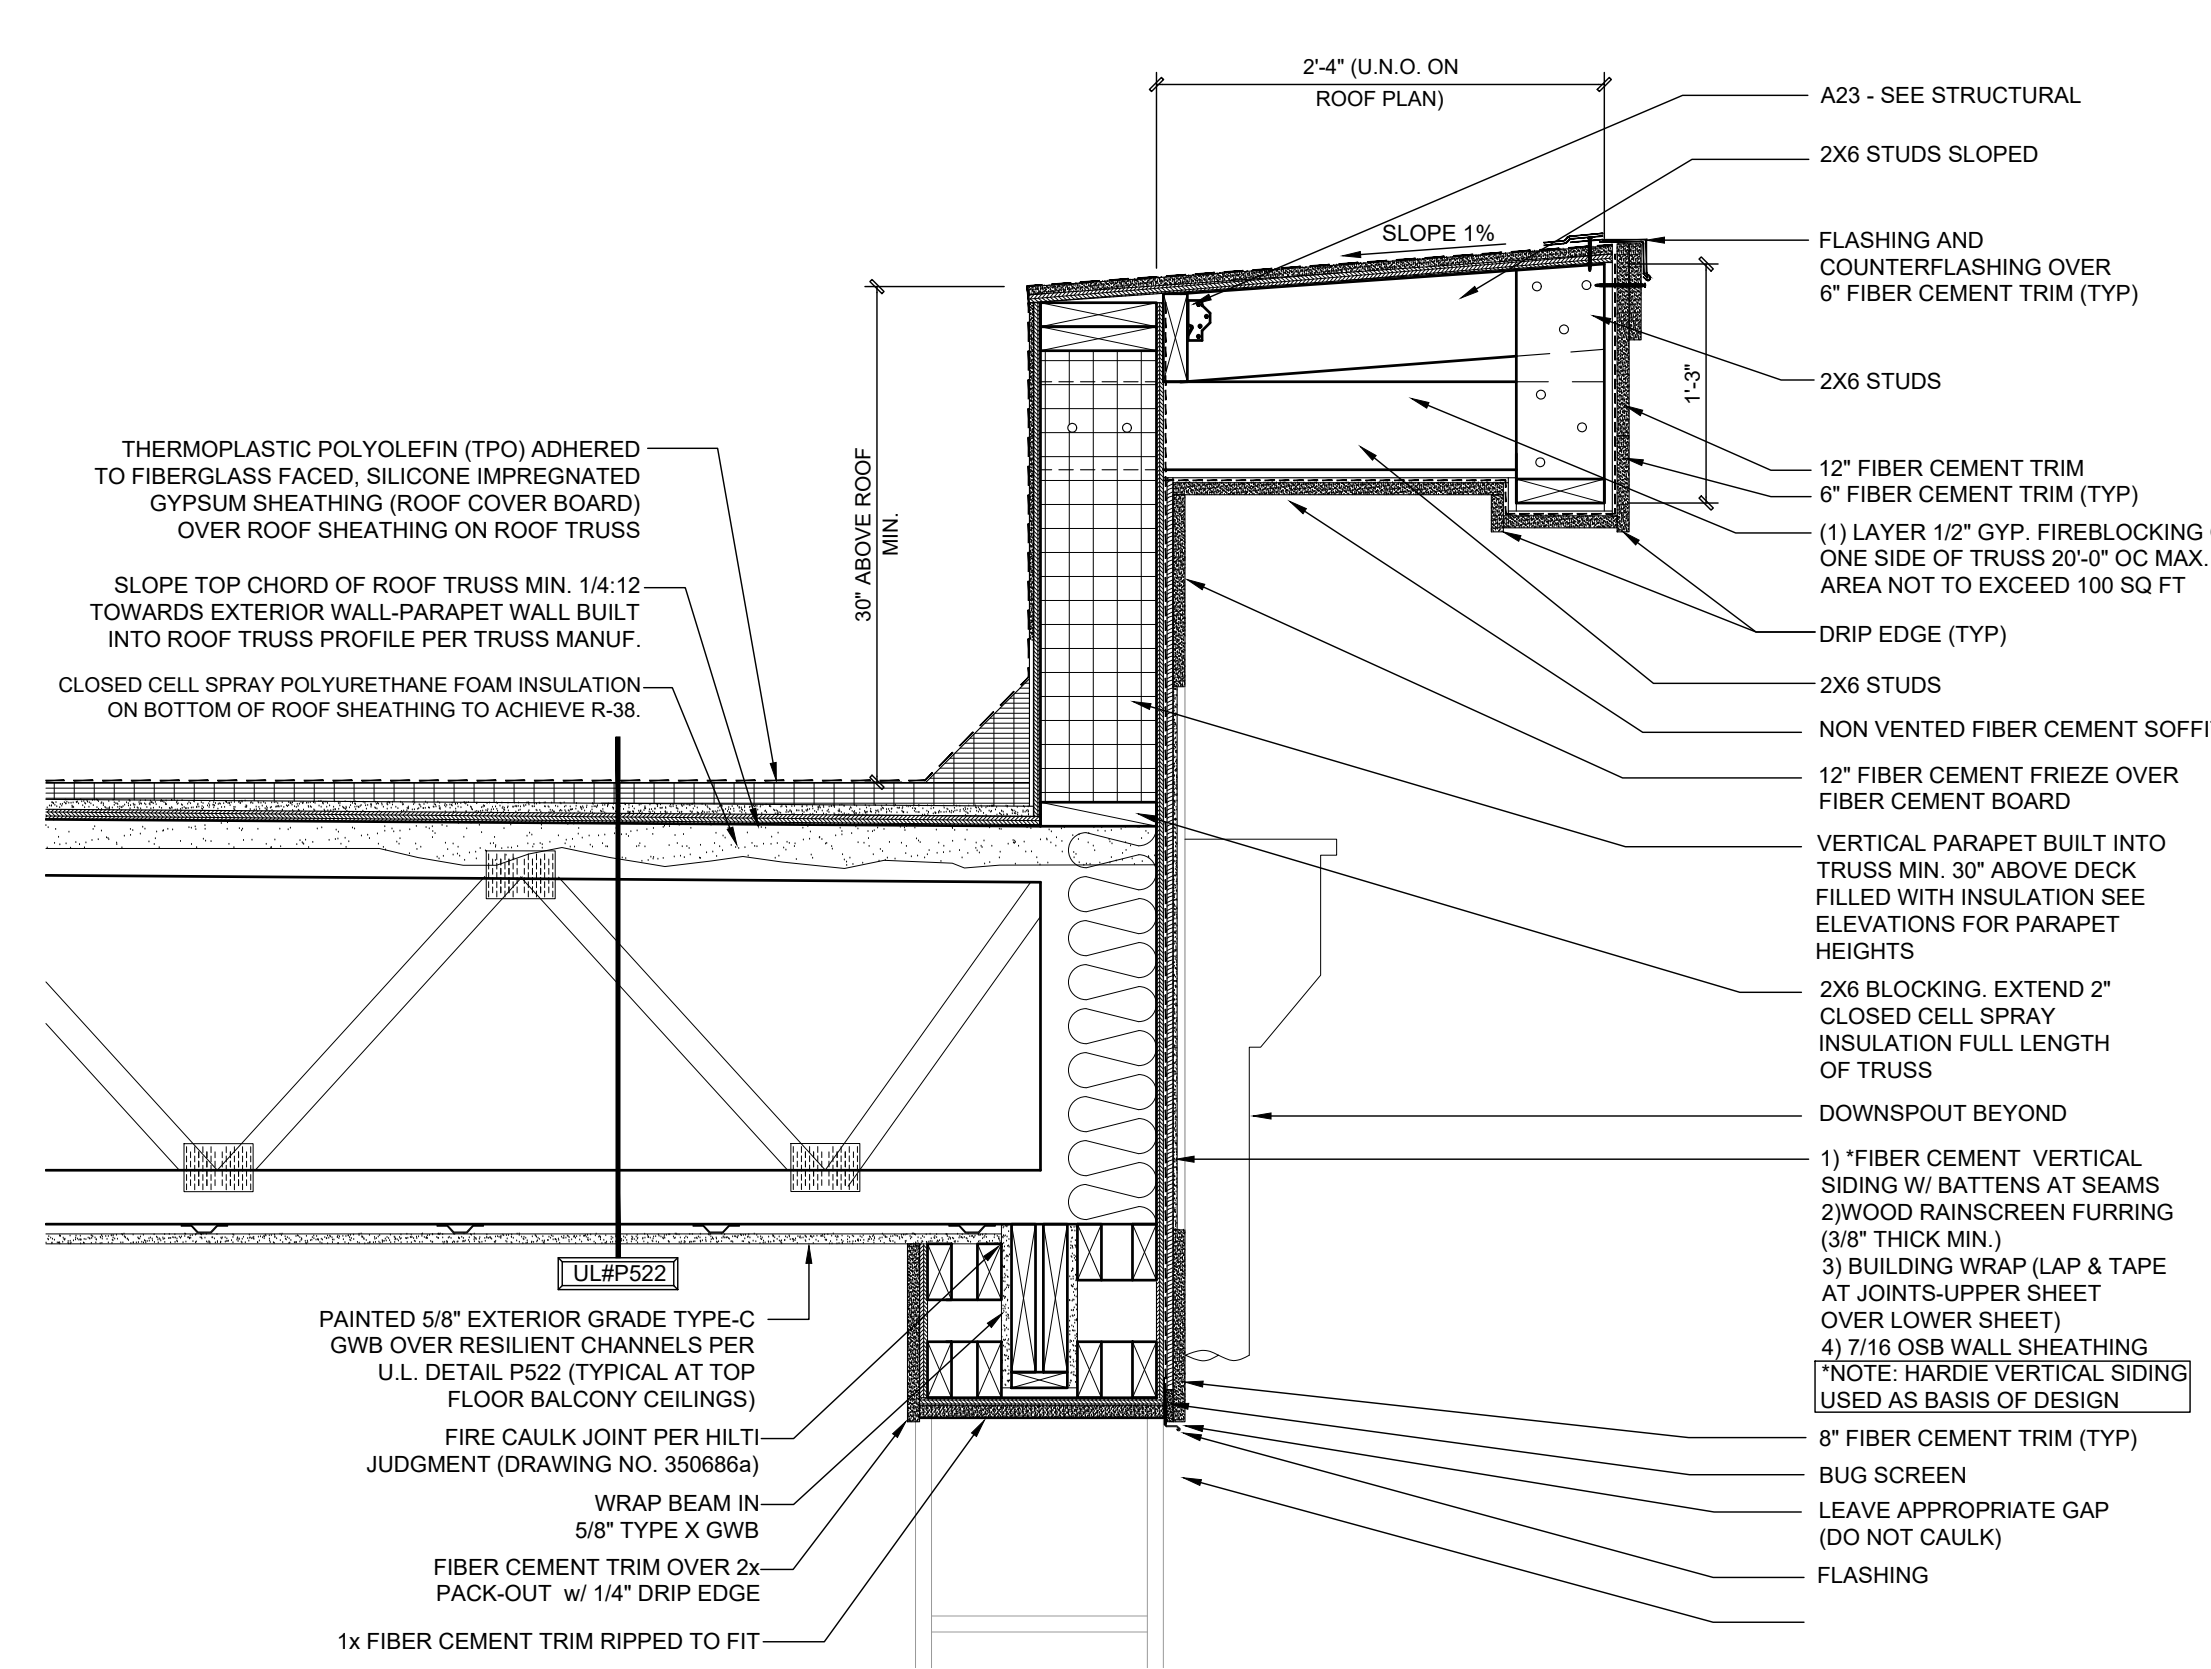 2'-4" (U.N.O. ON
ROOF PLAN)
SLOPE 1%
30" ABOVE ROOF
MIN.
1'-3"
THERMOPLASTIC POLYOLEFIN (TPO) ADHERED
TO FIBERGLASS FACED, SILICONE IMPREGNATED
GYPSUM SHEATHING (ROOF COVER BOARD)
OVER ROOF SHEATHING ON ROOF TRUSS
SLOPE TOP CHORD OF ROOF TRUSS MIN. 1/4:12
TOWARDS EXTERIOR WALL-PARAPET WALL BUILT
INTO ROOF TRUSS PROFILE PER TRUSS MANUF.
CLOSED CELL SPRAY POLYURETHANE FOAM INSULATION
ON BOTTOM OF ROOF SHEATHING TO ACHIEVE R-38.
UL#P522
PAINTED 5/8" EXTERIOR GRADE TYPE-C
GWB OVER RESILIENT CHANNELS PER
U.L. DETAIL P522 (TYPICAL AT TOP
FLOOR BALCONY CEILINGS)
FIRE CAULK JOINT PER HILTI
JUDGMENT (DRAWING NO. 350686a)
WRAP BEAM IN
5/8" TYPE X GWB
FIBER CEMENT TRIM OVER 2x
PACK-OUT w/ 1/4" DRIP EDGE
1x FIBER CEMENT TRIM RIPPED TO FIT
A23 - SEE STRUCTURAL
2X6 STUDS SLOPED
FLASHING AND
COUNTERFLASHING OVER
6" FIBER CEMENT TRIM (TYP)
2X6 STUDS
12" FIBER CEMENT TRIM
6" FIBER CEMENT TRIM (TYP)
(1) LAYER 1/2" GYP. FIREBLOCKING
ONE SIDE OF TRUSS 20'-0" OC MAX.
AREA NOT TO EXCEED 100 SQ FT
DRIP EDGE (TYP)
2X6 STUDS
NON VENTED FIBER CEMENT SOFFI
12" FIBER CEMENT FRIEZE OVER
FIBER CEMENT BOARD
VERTICAL PARAPET BUILT INTO
TRUSS MIN. 30" ABOVE DECK
FILLED WITH INSULATION SEE
ELEVATIONS FOR PARAPET
HEIGHTS
2X6 BLOCKING. EXTEND 2"
CLOSED CELL SPRAY
INSULATION FULL LENGTH
OF TRUSS
DOWNSPOUT BEYOND
1) *FIBER CEMENT VERTICAL
SIDING W/ BATTENS AT SEAMS
2)WOOD RAINSCREEN FURRING
(3/8" THICK MIN.)
3) BUILDING WRAP (LAP & TAPE
AT JOINTS-UPPER SHEET
OVER LOWER SHEET)
4) 7/16 OSB WALL SHEATHING
*NOTE: HARDIE VERTICAL SIDING
USED AS BASIS OF DESIGN
8" FIBER CEMENT TRIM (TYP)
BUG SCREEN
LEAVE APPROPRIATE GAP
(DO NOT CAULK)
FLASHING